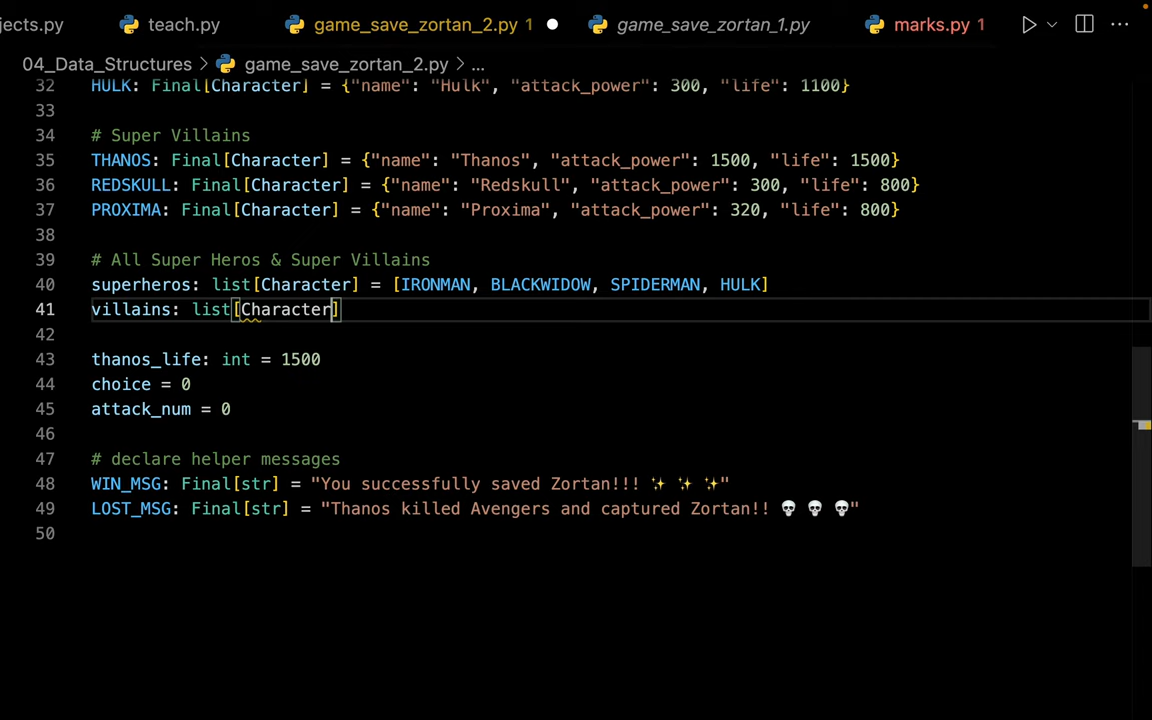 jects.py teach.py game_save_zortan_2.py 1 game_save_zortan_1.py marks.py 1 ...
04_Data_Structures > game_save_zortan_2.py > ...
32 HULK: Final[Character] = {"name": "Hulk", "attack_power": 300, "life": 1100}
33
34 # Super Villains
35 THANOS: Final[Character] = {"name": "Thanos", "attack_power": 1500, "life": 1500}
36 REDSKULL: Final[Character] = {"name": "Redskull", "attack_power": 300, "life": 800}
37 PROXIMA: Final[Character] = {"name": "Proxima", "attack_power": 320, "life": 800}
38
39 # All Super Heros & Super Villains
40 superheros: list[Character] = [IRONMAN, BLACKWIDOW, SPIDERMAN, HULK]
41 villains: list[Character]
42
43 thanos_life: int = 1500
44 choice = 0
45 attack_num = 0
46
47 # declare helper messages
48 WIN_MSG: Final[str] = "You successfully saved Zortan!!! ✨ ✨ ✨"
49 LOST_MSG: Final[str] = "Thanos killed Avengers and captured Zortan!! 💀 💀 💀"
50